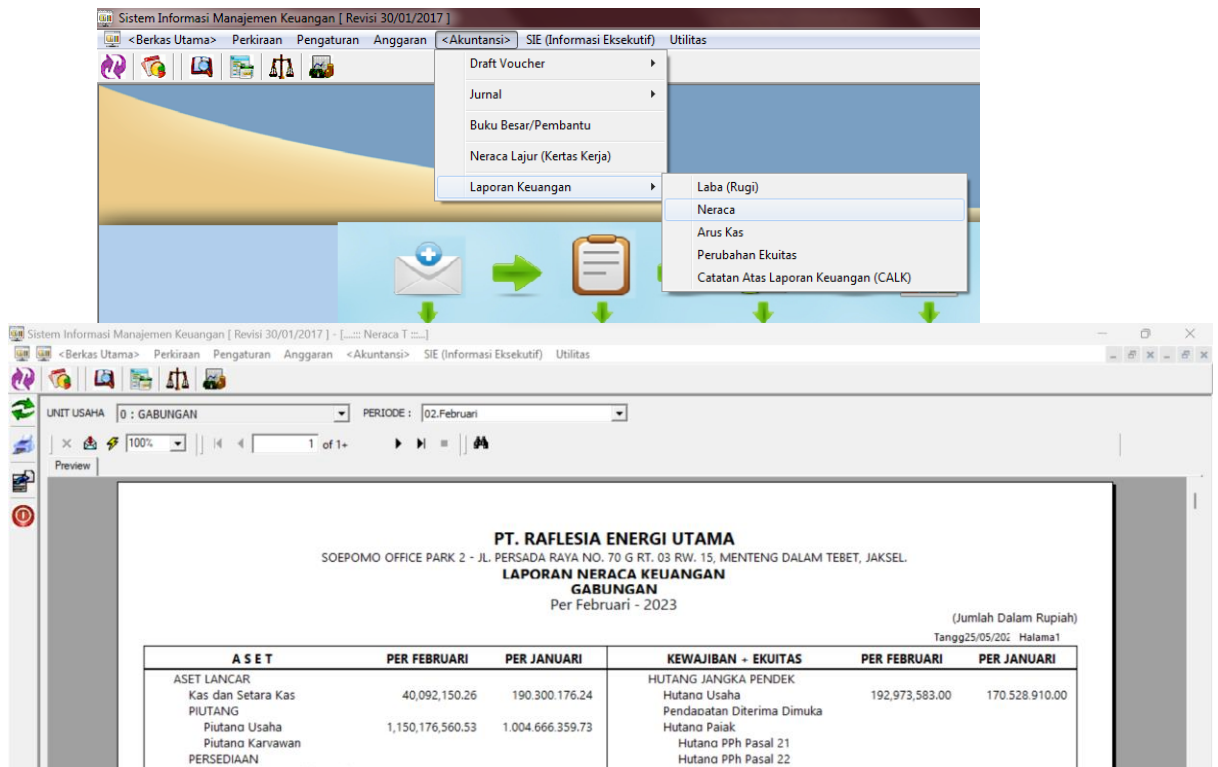 Sistem Informasi Manajemen Keuangan [ Revisi 30/01/2017 ]
<Berkas Utama> Perkiraan Pengaturan Anggaran <Akuntansi> SIE (Informasi Eksekutif) Utilitas
Draft Voucher
Jurnal
Buku Besar/Pembantu
Neraca Lajur (Kertas Kerja)
Laporan Keuangan
Laba (Rugi)
Neraca
Arus Kas
Perubahan Ekuitas
Catatan Atas Laporan Keuangan (CALK)
Sistem Informasi Manajemen Keuangan [ Revisi 30/01/2017 ] - [....::: Neraca T :::....]
<Berkas Utama> Perkiraan Pengaturan Anggaran <Akuntansi> SIE (Informasi Eksekutif) Utilitas
UNIT USAHA 0 : GABUNGAN PERIODE : 02.Februari
100% 1 of 1+
Preview
PT. RAFLESIA ENERGI UTAMA
SOEPOMO OFFICE PARK 2 - JL. PERSADA RAYA NO. 70 G RT. 03 RW. 15, MENTENG DALAM TEBET, JAKSEL.
LAPORAN NERACA KEUANGAN
GABUNGAN
Per Februari - 2023
(Jumlah Dalam Rupiah)
Tangg25/05/202 Halama1
A S E T PER FEBRUARI PER JANUARI KEWAJIBAN + EKUITAS PER FEBRUARI PER JANUARI
ASET LANCAR HUTANG JANGKA PENDEK
Kas dan Setara Kas 40,092,150.26 190.300.176.24 Hutang Usaha 192,973,583.00 170.528.910.00
PIUTANG Pendapatan Diterima Dimuka
Piutang Usaha 1,150,176,560.53 1.004.666.359.73 Hutang Pajak
Piutang Karyawan Hutang PPh Pasal 21
PERSEDIAAN Hutang PPh Pasal 22